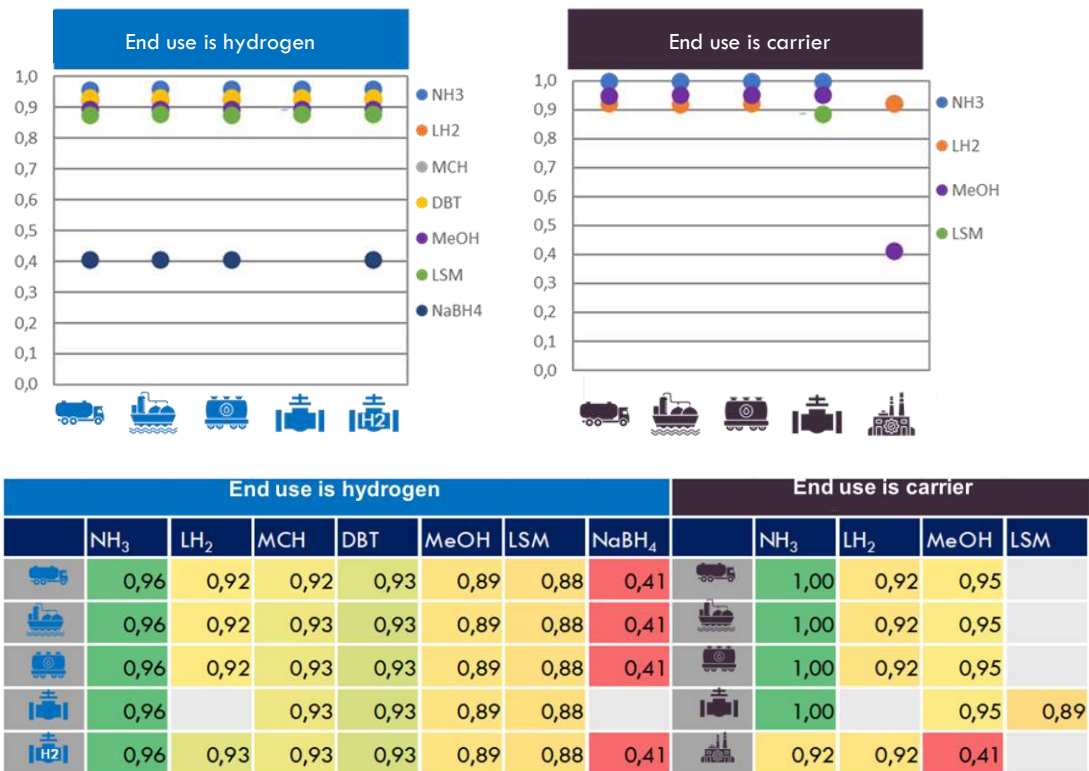 End use is hydrogen
End use is carrier
1,0
0,9
0,8
0,7
0,6
0,5
0,4
0,3
0,2
0,1
0,0
NH3
LH2
MCH
DBT
MeOH
LSM
NaBH4
H2
1,0
0,9
0,8
0,7
0,6
0,5
0,4
0,3
0,2
0,1
0,0
NH3
LH2
MeOH
LSM
End use is hydrogen End use is carrier
NH₃ LH₂ MCH DBT MeOH LSM NaBH₄ NH₃ LH₂ MeOH LSM
0,96 0,92 0,92 0,93 0,89 0,88 0,41 1,00 0,92 0,95
0,96 0,92 0,93 0,93 0,89 0,88 0,41 1,00 0,92 0,95
0,96 0,92 0,93 0,93 0,89 0,88 0,41 1,00 0,92 0,95
0,96 0,93 0,93 0,89 0,88 1,00 0,95 0,89
H2 0,96 0,93 0,93 0,93 0,89 0,88 0,41 0,92 0,92 0,41